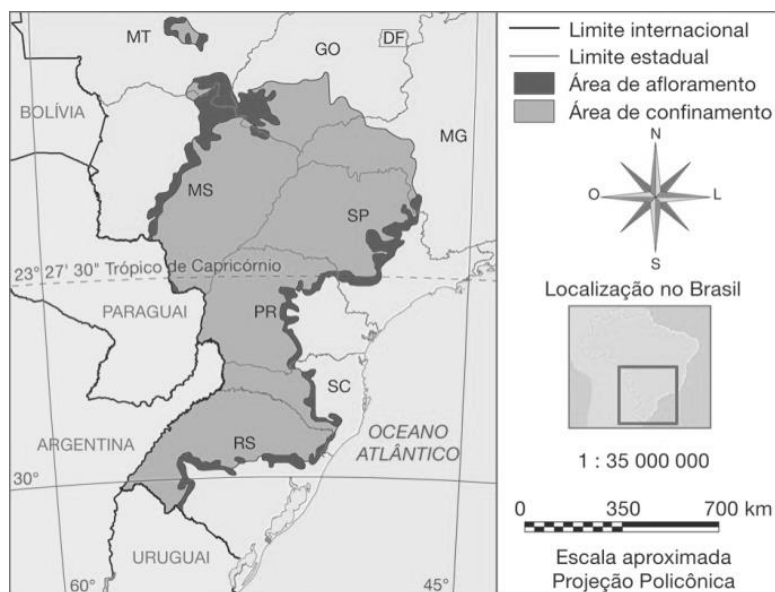 MT
GO
DF
BOLÍVIA
MG
MS
SP
23° 27' 30" Trópico de Capricórnio
PARAGUAI
PR
SC
ARGENTINA
RS
OCEANO
ATLÂNTICO
30°
URUGUAI
60°
45°
Limite internacional
Limite estadual
Área de afloramento
Área de confinamento
N
O
L
S
Localização no Brasil
1 : 35 000 000
0 350 700 km
Escala aproximada
Projeção Policônica